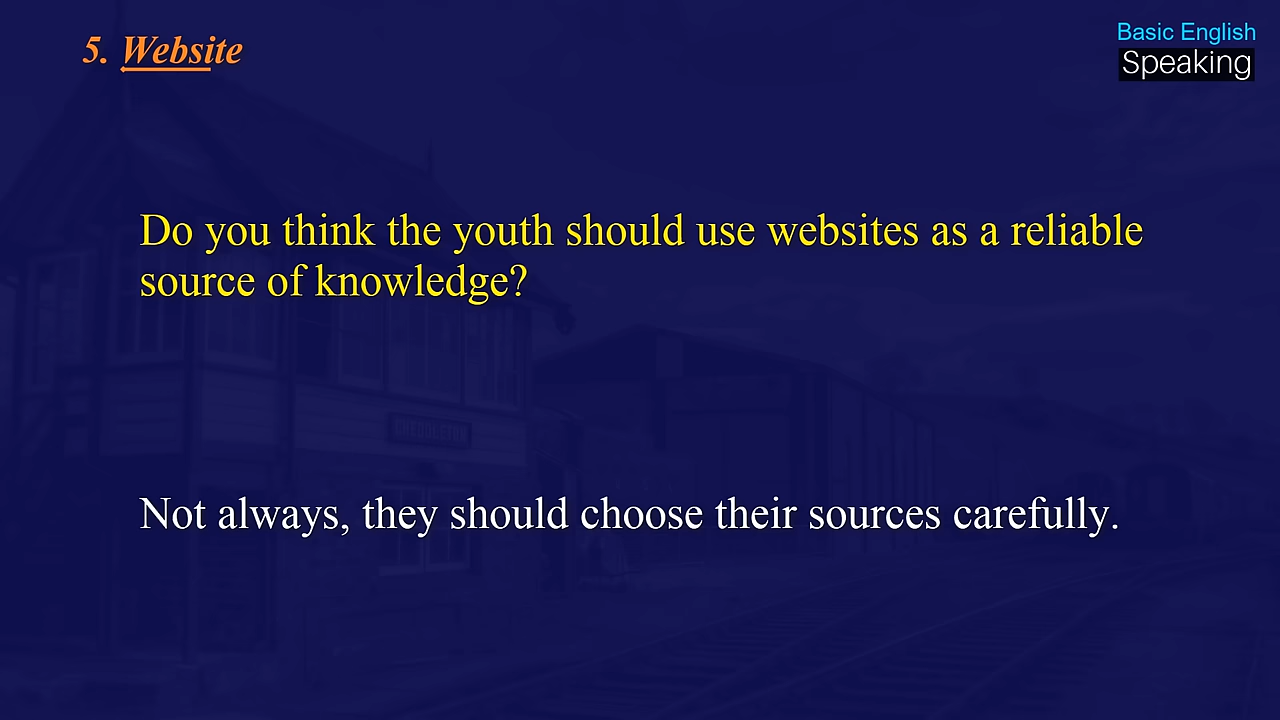 5. Website
Basic English
Speaking
Do you think the youth should use websites as a reliable
source of knowledge?
Not always, they should choose their sources carefully.